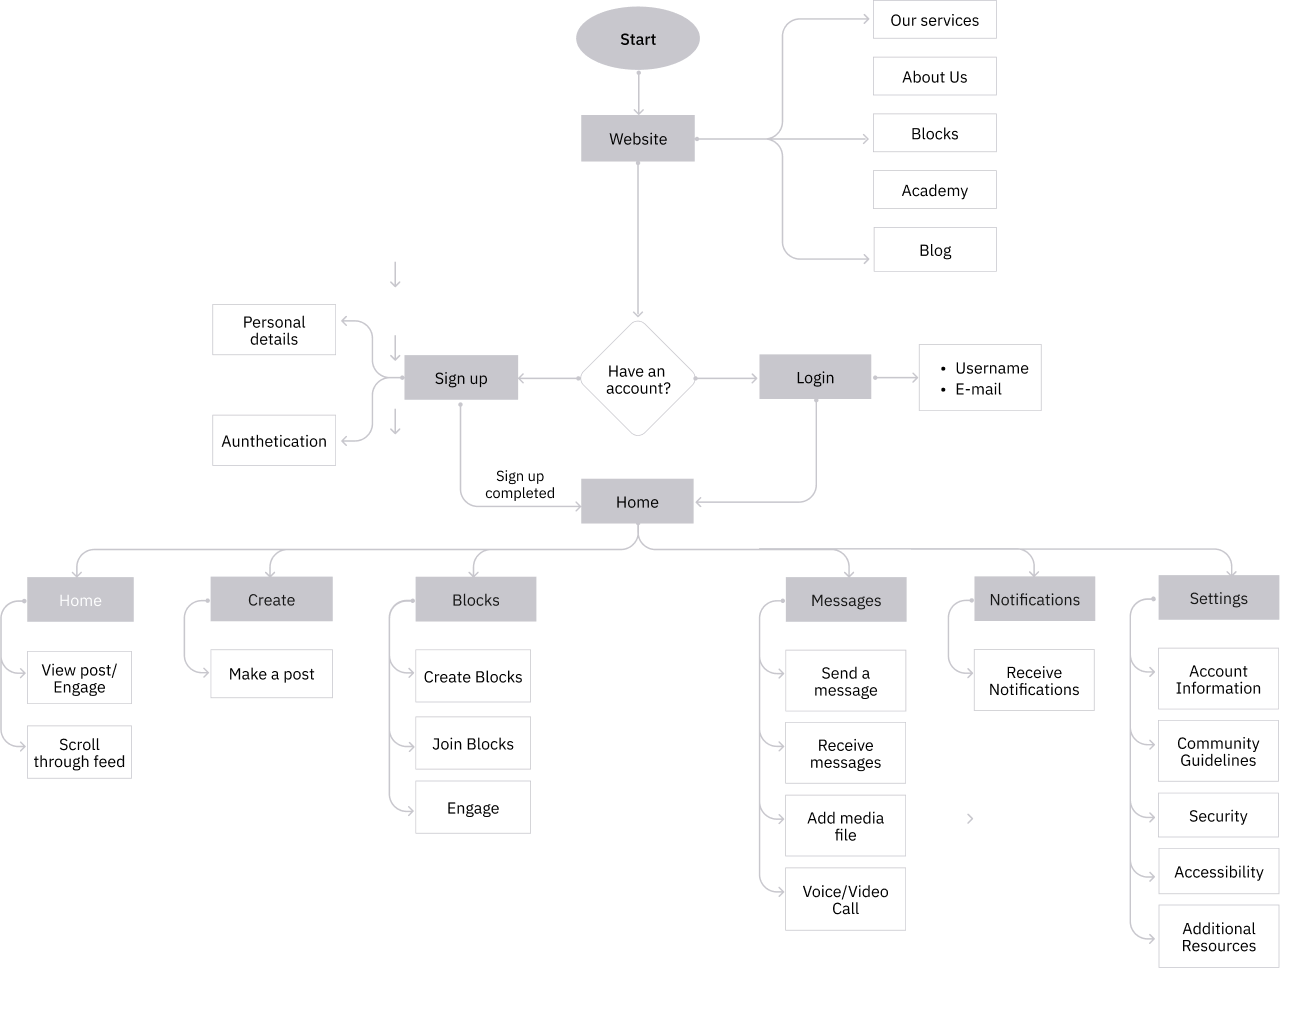 Start
Our services
About Us
Website
Blocks
Academy
Blog
Personal
details
Sign up
Have an
account?
Login
• Username
• E-mail
Aunthetication
Sign up
completed
Home
Home
Create
Blocks
Messages
Notifications
Settings
View post/
Engage
Scroll
through feed
Make a post
Create Blocks
Join Blocks
Engage
Send a
message
Receive
messages
Add media
file
Voice/Video
Call
Receive
Notifications
Account
Information
Community
Guidelines
Security
Accessibility
Additional
Resources